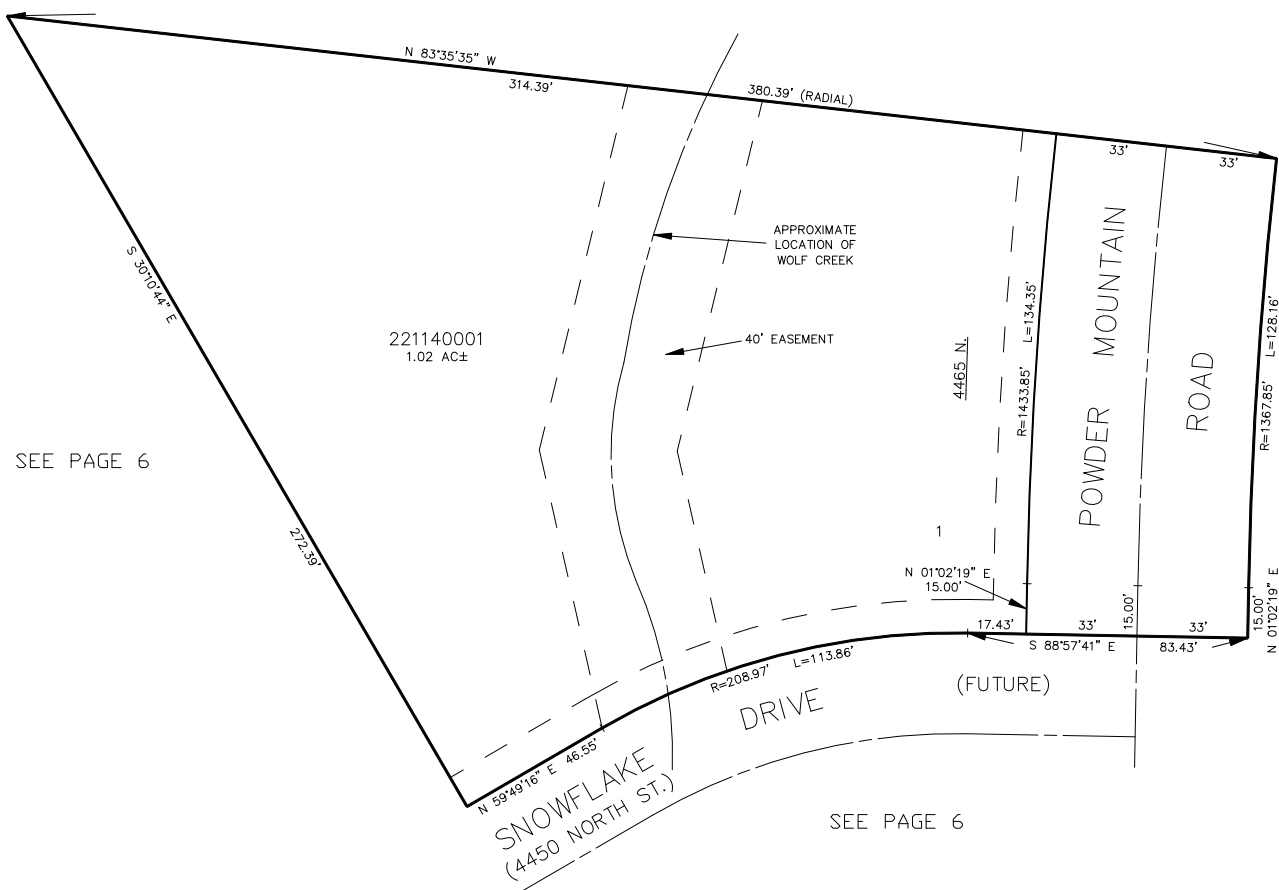 N 83°35'35" W
314.39'
380.39' (RADIAL)
33'
33'
S 30°10'44" E
272.39'
APPROXIMATE
LOCATION OF
WOLF CREEK
221140001
1.02 AC±
40' EASEMENT
4465 N.
R=1433.85' L=134.35'
POWDER MOUNTAIN
ROAD
R=1367.85' L=128.16'
SEE PAGE 6
1
N 01°02'19" E
15.00'
15.00'
15.00'
N 01°02'19" E
17.43'
33'
33'
S 88°57'41" E
83.43'
R=208.97' L=113.86'
N 59°49'16" E 46.55'
SNOWFLAKE DRIVE
(FUTURE)
(4450 NORTH ST.)
SEE PAGE 6